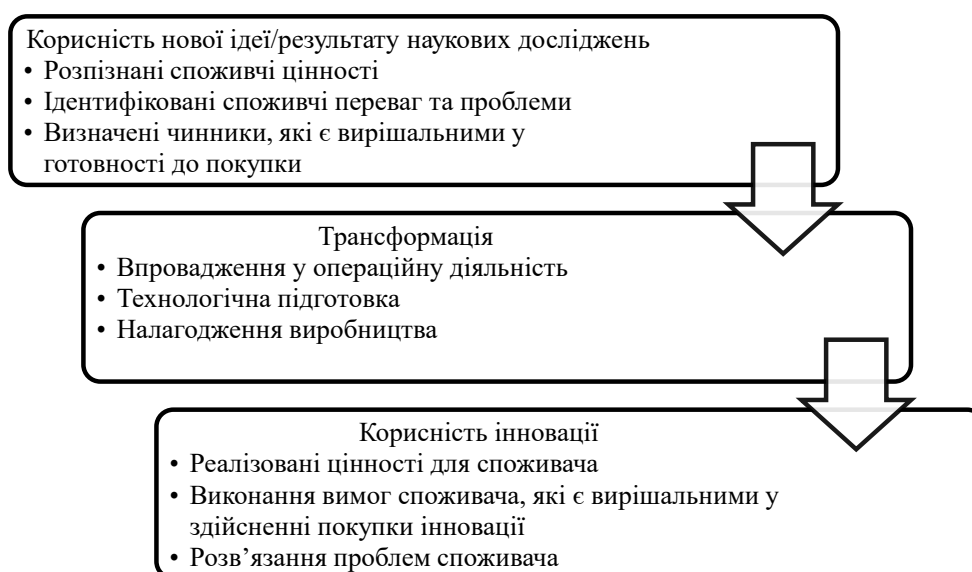 Корисність нової ідеї/результату наукових досліджень
• Розпізнані споживчі цінності
• Ідентифіковані споживчі переваг та проблеми
• Визначені чинники, які є вирішальними у
готовності до покупки
Трансформація
• Впровадження у операційну діяльність
• Технологічна підготовка
• Налагодження виробництва
Корисність інновації
• Реалізовані цінності для споживача
• Виконання вимог споживача, які є вирішальними у
здійсненні покупки інновації
• Розв’язання проблем споживача